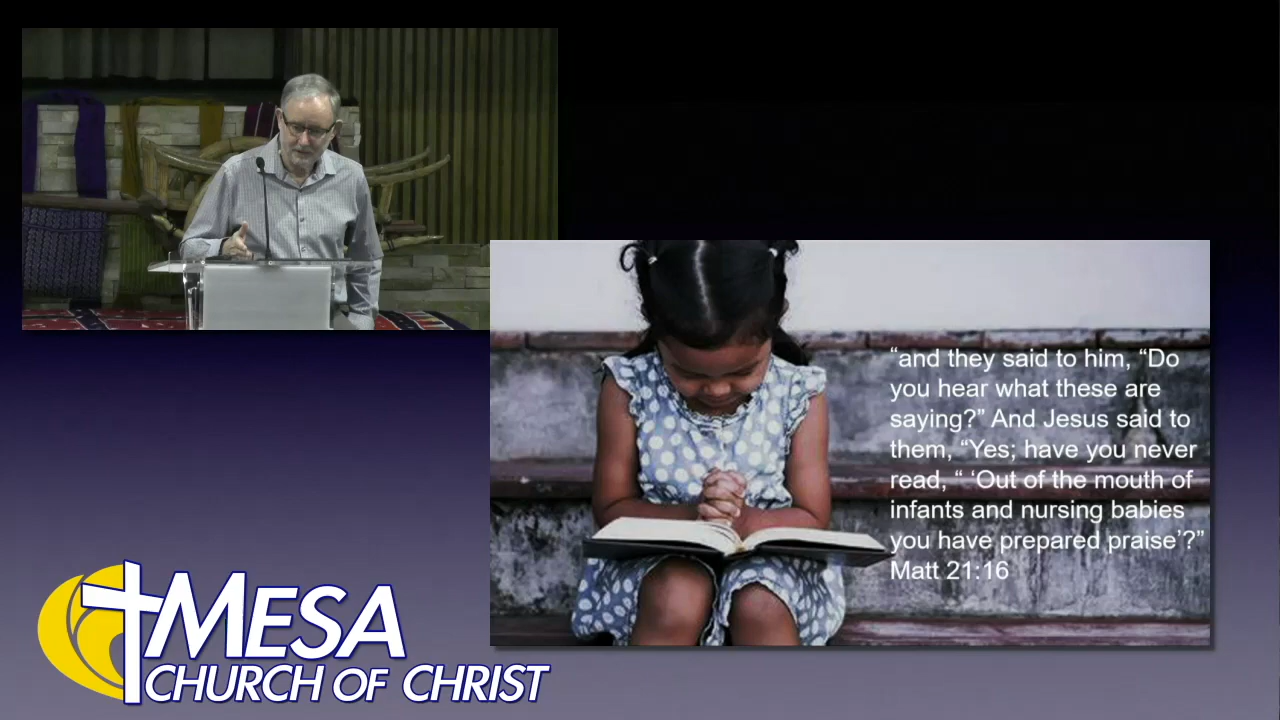 “and they said to him, “Do
you hear what these are
saying?” And Jesus said to
them, “Yes; have you never
read, “ ‘Out of the mouth of
infants and nursing babies
you have prepared praise’?”
Matt 21:16
MESA
CHURCH OF CHRIST